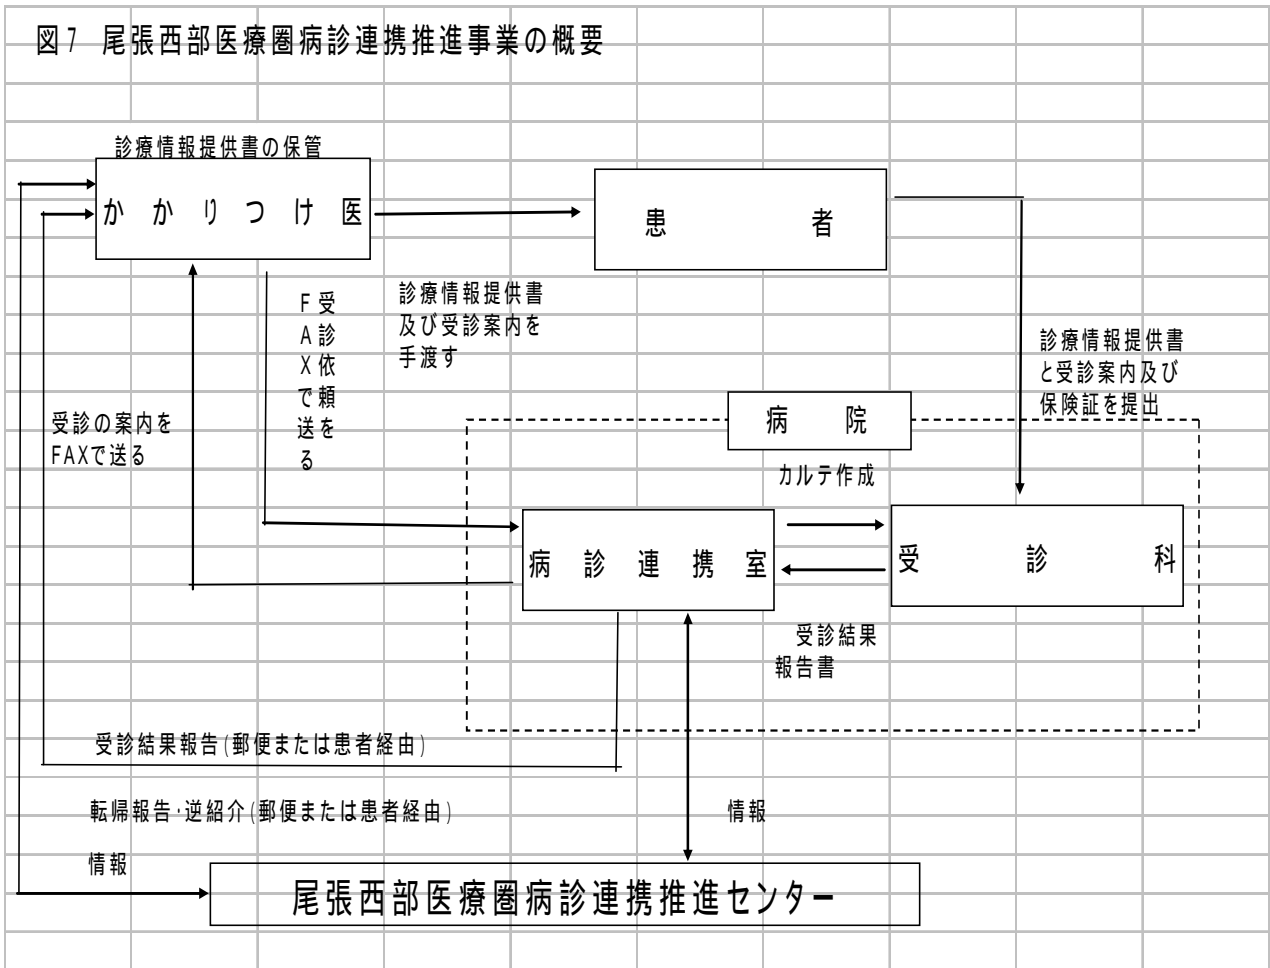 図7 尾張西部医療圏病診連携推進事業の概要
診療情報提供書の保管
かかりつけ医
患者
受診依頼を
FAXで送る
診療情報提供書
及び受診案内を
手渡す
診療情報提供書
と受診案内及び
保険証を提出
受診の案内を
FAXで送る
病院
カルテ作成
病診連携室
受診科
受診結果
報告書
受診結果報告(郵便または患者経由)
転帰報告・逆紹介(郵便または患者経由)
情報
情報
尾張西部医療圏病診連携推進センター